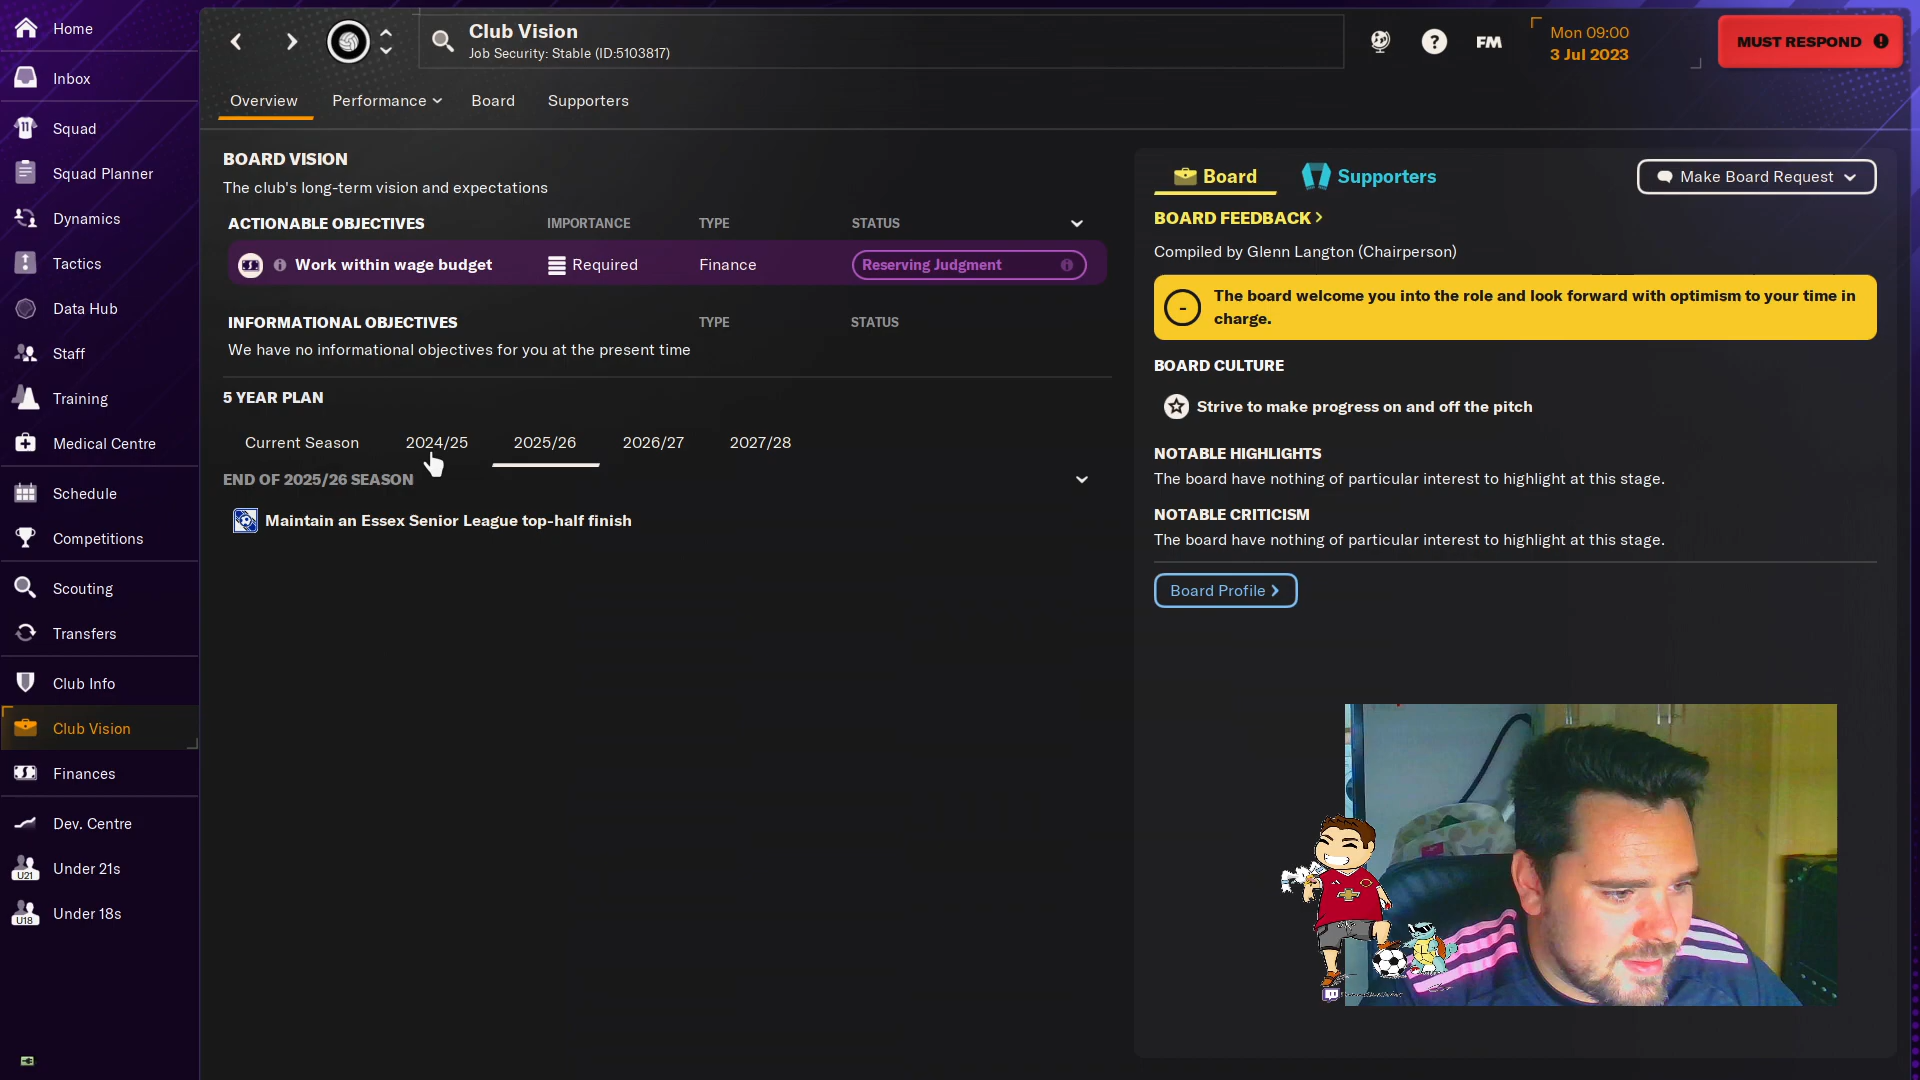 Home
Inbox
Squad
Squad Planner
Dynamics
Tactics
Data Hub
Staff
Training
Medical Centre
Schedule
Competitions
Scouting
Transfers
Club Info
Club Vision
Finances
Dev. Centre
U21 Under 21s
U18 Under 18s
Club Vision
Job Security: Stable (ID:5103817)
FM
Mon 09:00
3 Jul 2023
MUST RESPOND
Overview Performance Board Supporters
BOARD VISION
The club's long-term vision and expectations
ACTIONABLE OBJECTIVES IMPORTANCE TYPE STATUS
Work within wage budget Required Finance Reserving Judgment
INFORMATIONAL OBJECTIVES TYPE STATUS
We have no informational objectives for you at the present time
5 YEAR PLAN
Current Season 2024/25 2025/26 2026/27 2027/28
END OF 2025/26 SEASON
Maintain an Essex Senior League top-half finish
Board Supporters Make Board Request
BOARD FEEDBACK
Compiled by Glenn Langton (Chairperson)
The board welcome you into the role and look forward with optimism to your time in
charge.
BOARD CULTURE
Strive to make progress on and off the pitch
NOTABLE HIGHLIGHTS
The board have nothing of particular interest to highlight at this stage.
NOTABLE CRITICISM
The board have nothing of particular interest to highlight at this stage.
Board Profile